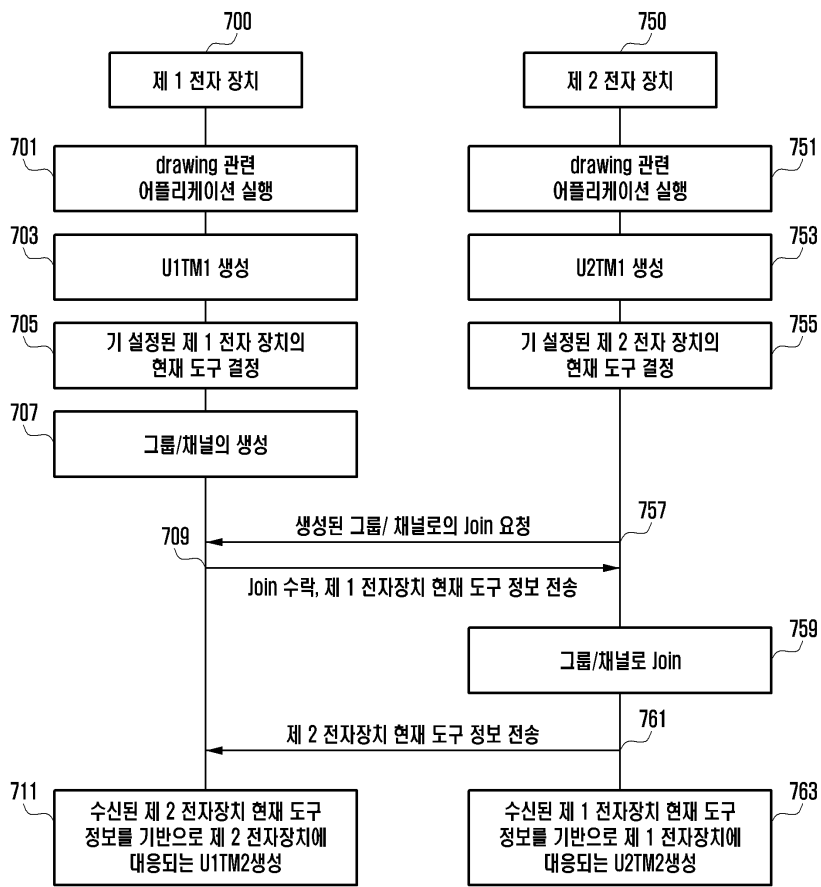 700
750
제 1 전자 장치
제 2 전자 장치
701
751
drawing 관련
어플리케이션 실행
drawing 관련
어플리케이션 실행
703
753
U1TM1 생성
U2TM1 생성
705
755
기 설정된 제 1 전자 장치의
현재 도구 결정
기 설정된 제 2 전자 장치의
현재 도구 결정
707
그룹/채널의 생성
757
생성된 그룹/ 채널로의 Join 요청
709
Join 수락, 제 1 전자장치 현재 도구 정보 전송
759
그룹/채널로 Join
761
제 2 전자장치 현재 도구 정보 전송
711
763
수신된 제 2 전자장치 현재 도구
정보를 기반으로 제 2 전자장치에
대응되는 U1TM2생성
수신된 제 1 전자장치 현재 도구
정보를 기반으로 제 1 전자장치에
대응되는 U2TM2생성